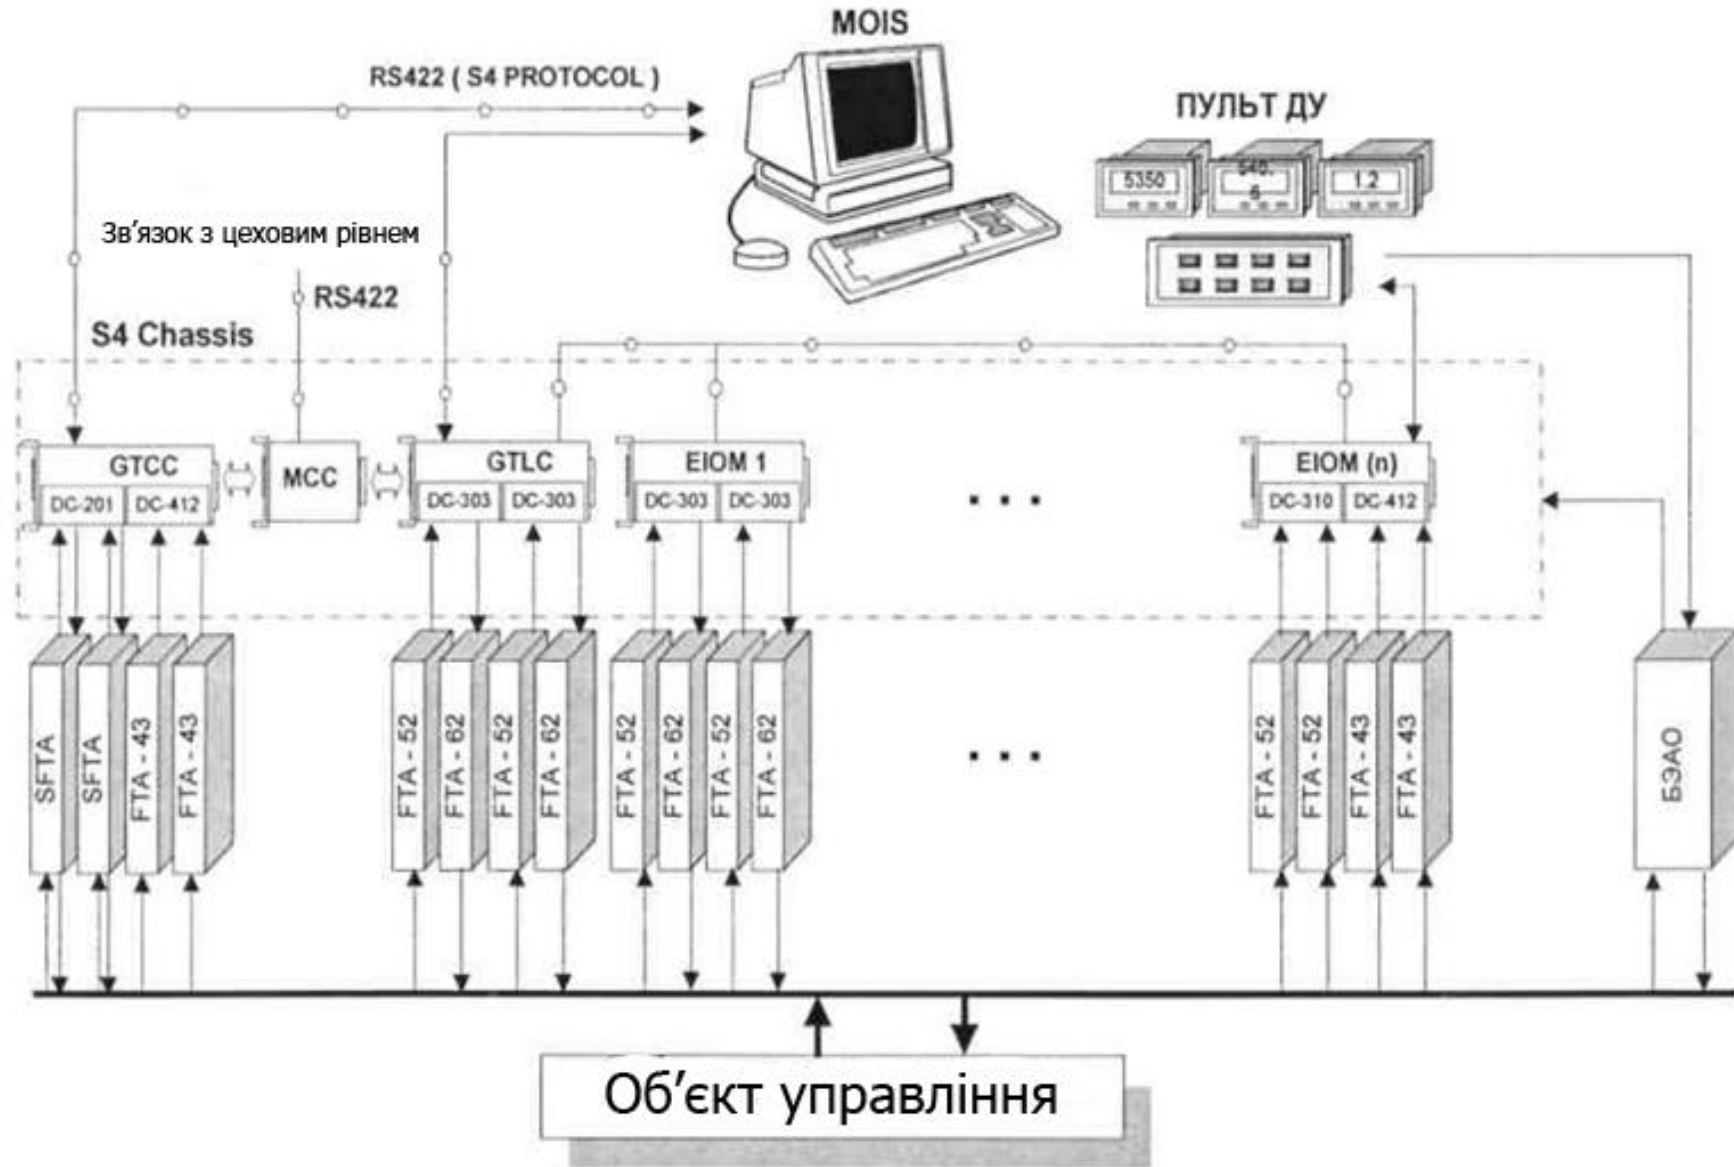 MOIS
RS422 ( S4 PROTOCOL )
ПУЛЬТ ДУ
5350
540.
6
1.2
Зв’язок з цеховим рівнем
RS422
S4 Chassis
GTCC
DC-201
DC-412
MCC
GTLC
DC-303
DC-303
EIOM 1
DC-303
DC-303
. . .
EIOM (n)
DC-310
DC-412
SFTA
SFTA
FTA - 43
FTA - 43
FTA - 52
FTA - 62
FTA - 52
FTA - 62
FTA - 52
FTA - 62
FTA - 52
FTA - 62
. . .
FTA - 52
FTA - 52
FTA - 43
FTA - 43
БЭАО
Об’єкт управління